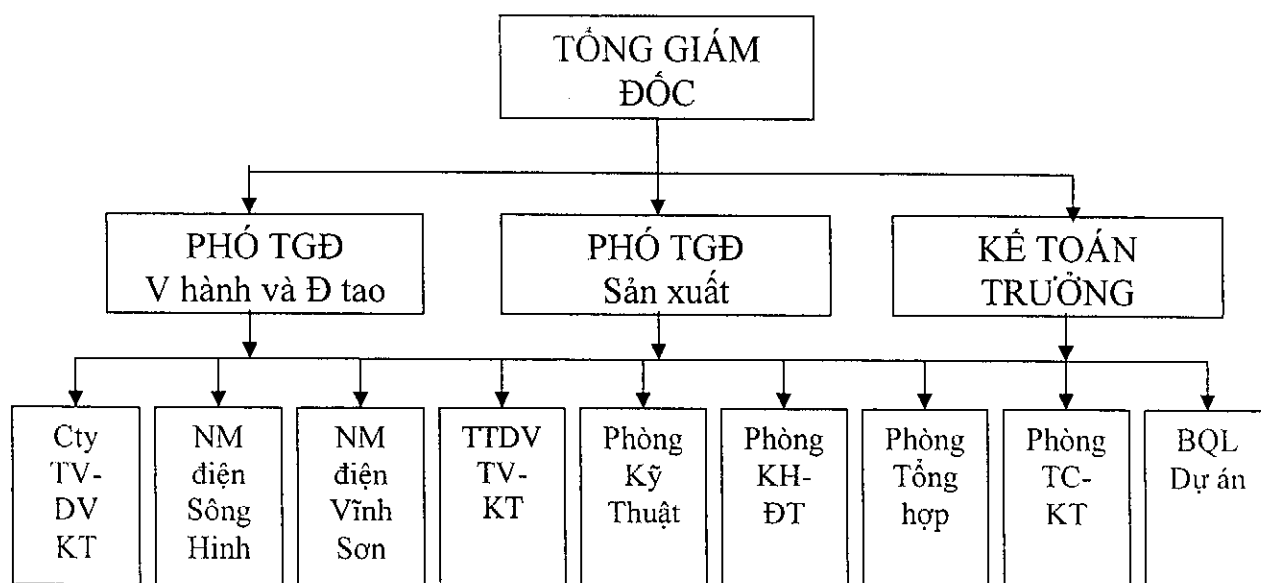 TỔNG GIÁM
ĐỐC
PHÓ TGĐ
V hành và Đ tao
PHÓ TGĐ
Sản xuất
KẾ TOÁN
TRƯỞNG
Cty
TV-
DV
KT
NM
điện
Sông
Hinh
NM
điện
Vĩnh
Sơn
TTDV
TV-
KT
Phòng
Kỹ
Thuật
Phòng
KH-
ĐT
Phòng
Tổng
hợp
Phòng
TC-
KT
BQL
Dự án